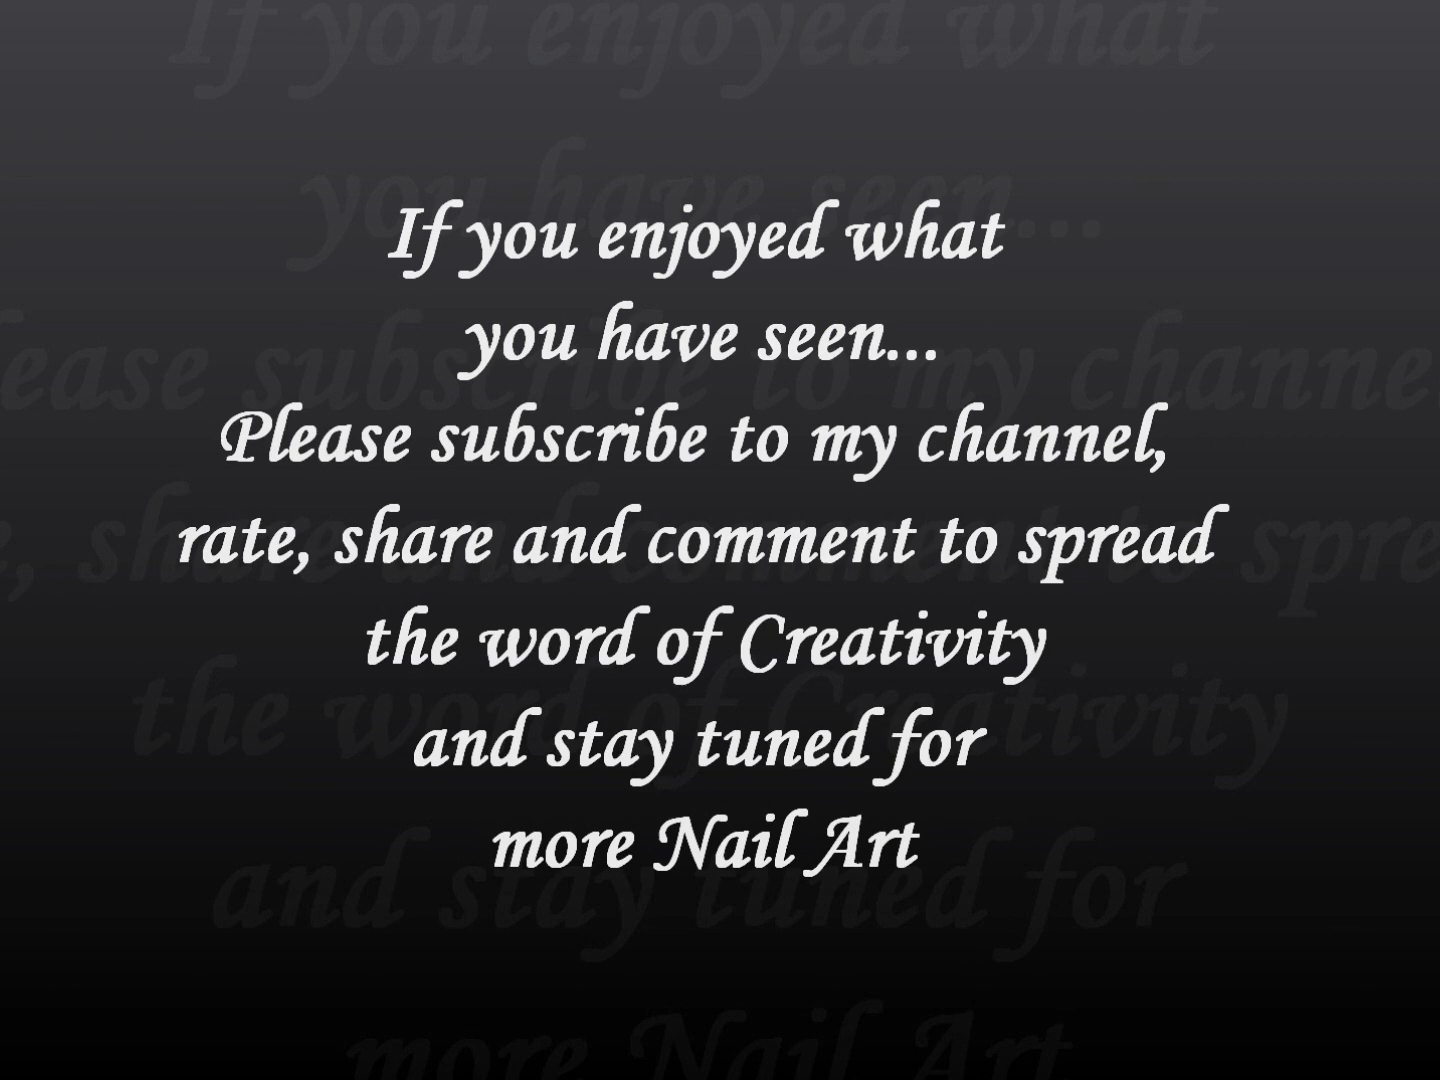 If you enjoyed what
you have seen...
Please subscribe to my channel,
rate, share and comment to spread
the word of Creativity
and stay tuned for
more Nail Art